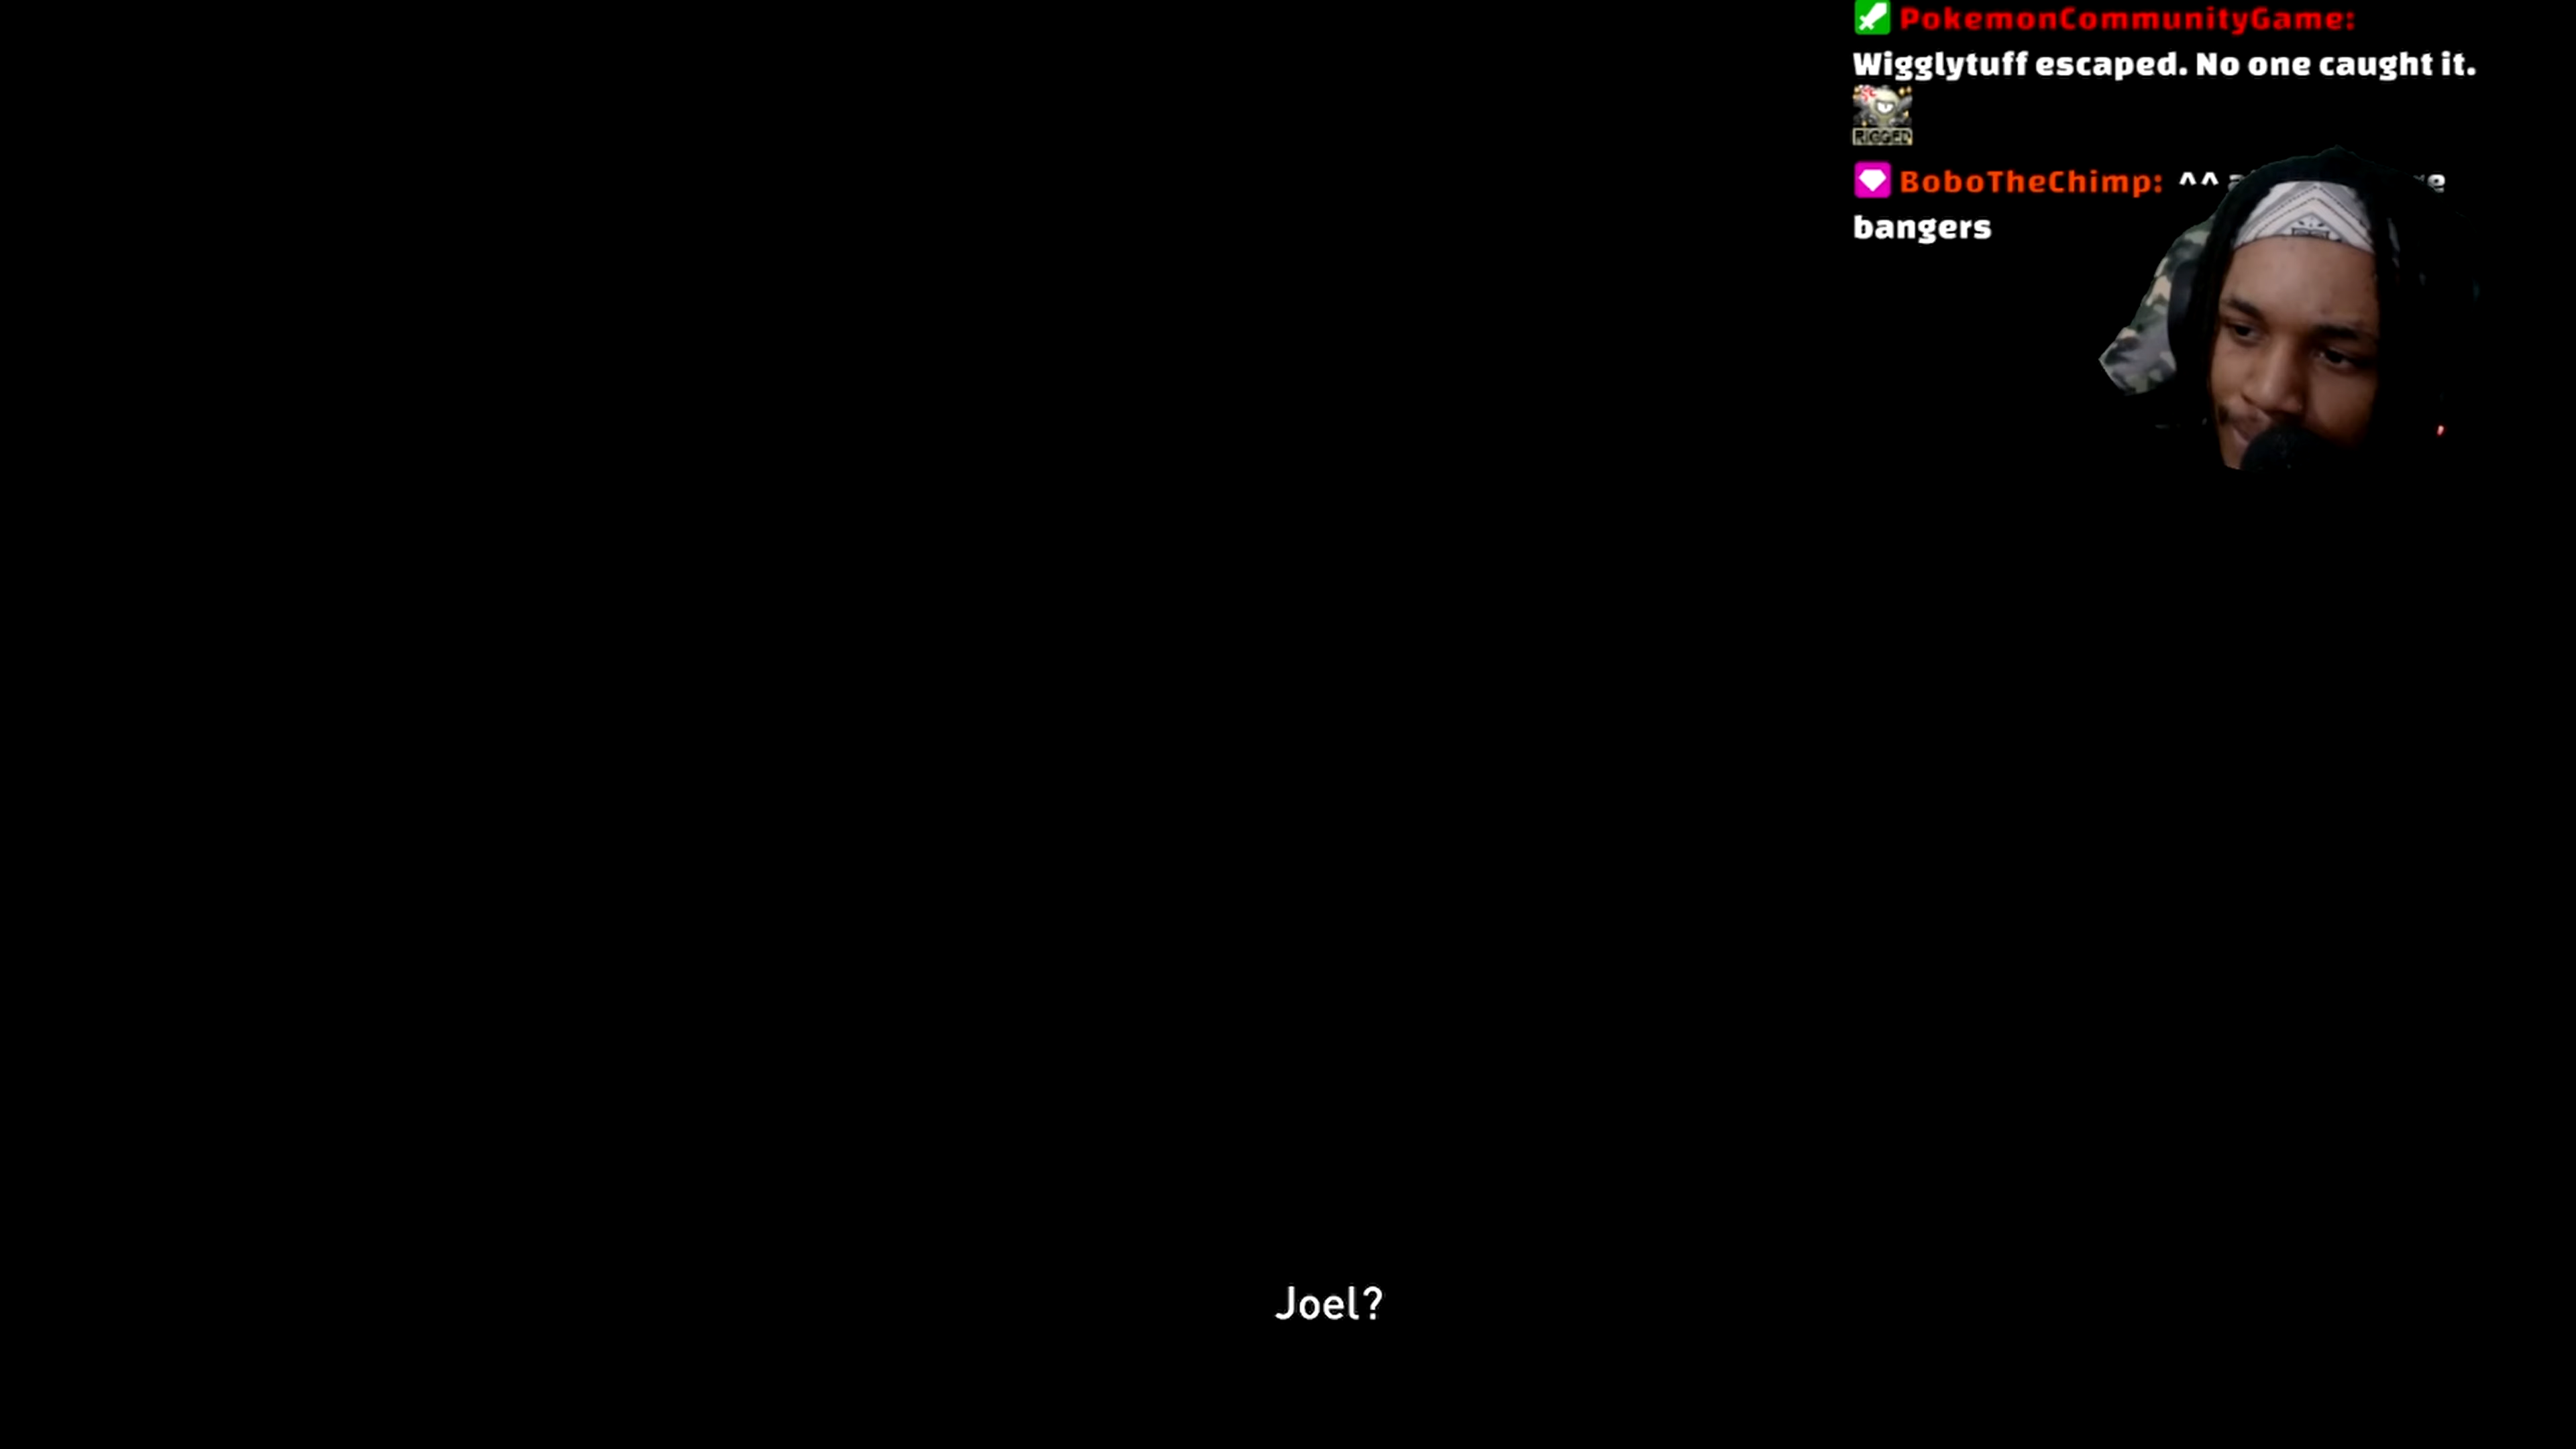 PokemonCommunityGame:
Wigglytuff escaped. No one caught it.
RIGGED
BoboTheChimp: ^^
bangers
Joel?